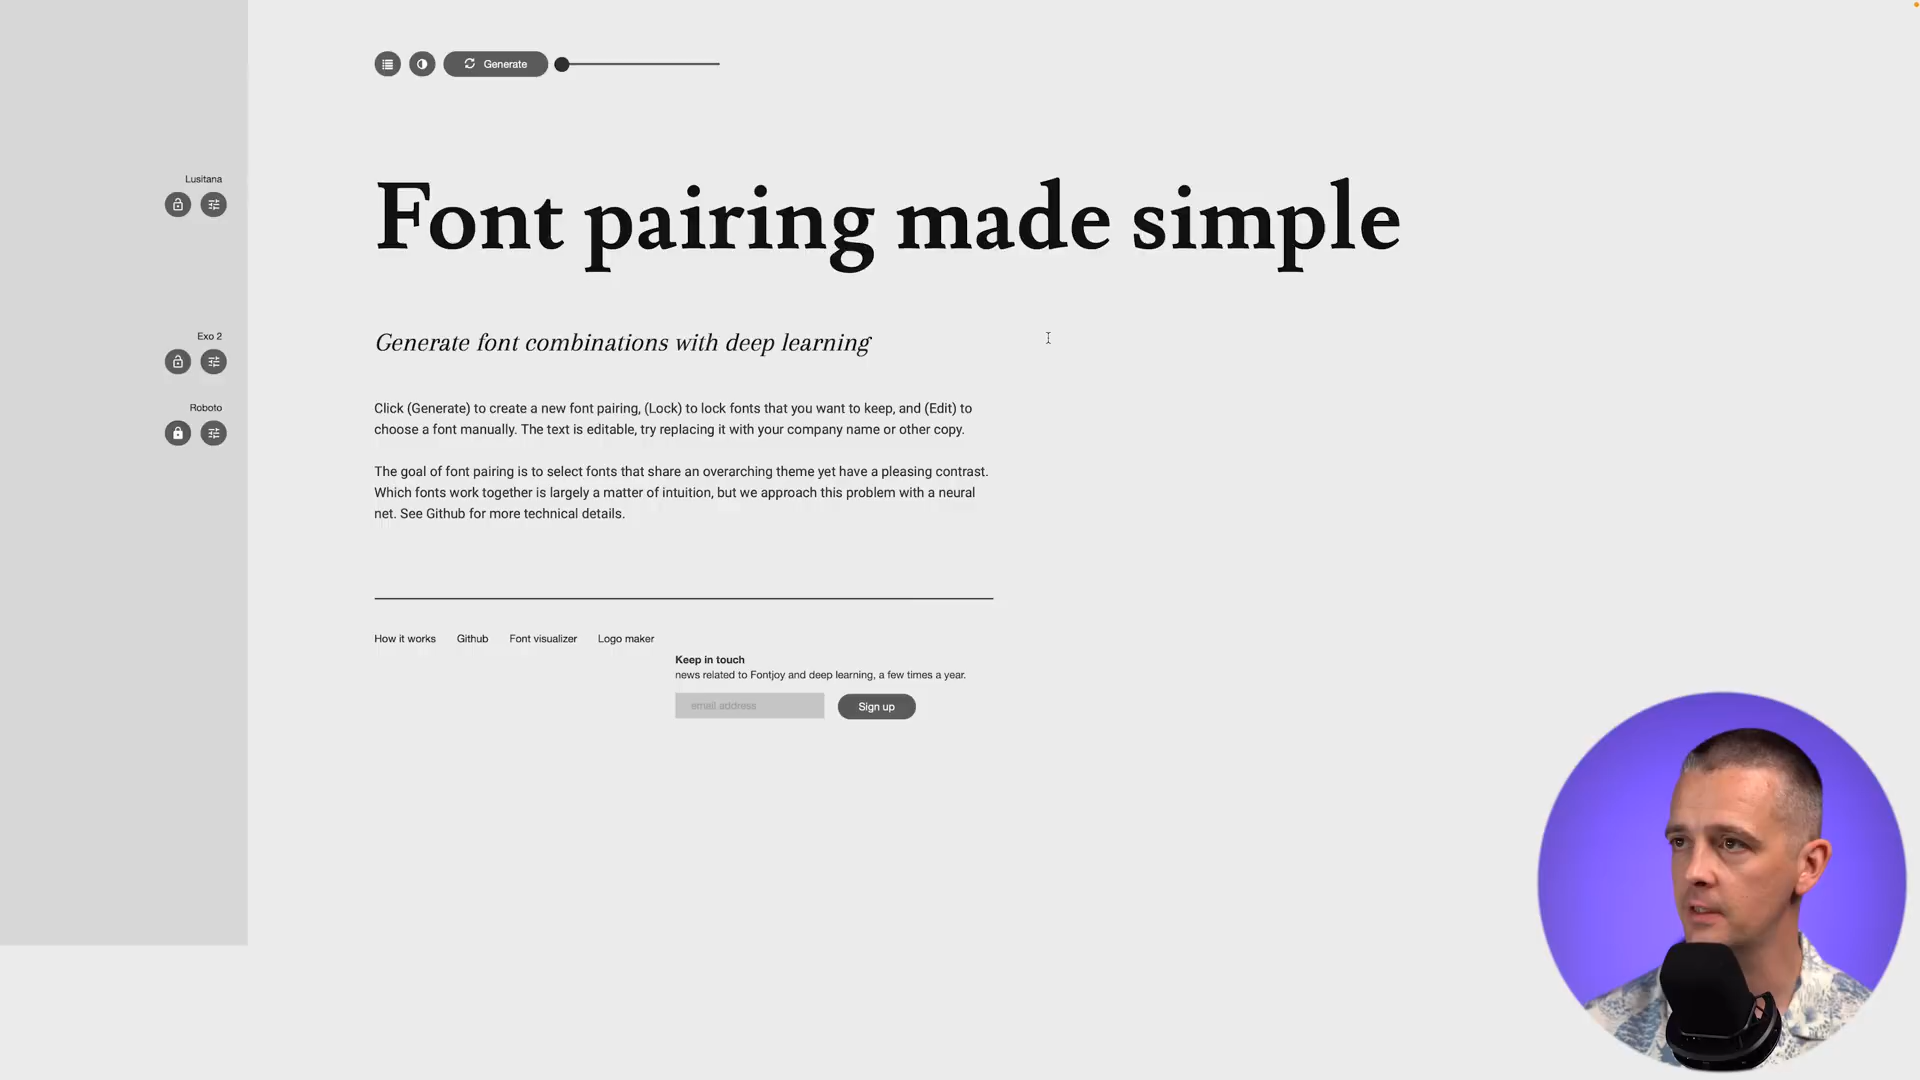 Generate
Lusitana
Font pairing made simple
Exo 2
Generate font combinations with deep learning
Roboto
Click (Generate) to create a new font pairing, (Lock) to lock fonts that you want to keep, and (Edit) to
choose a font manually. The text is editable, try replacing it with your company name or other copy.
The goal of font pairing is to select fonts that share an overarching theme yet have a pleasing contrast.
Which fonts work together is largely a matter of intuition, but we approach this problem with a neural
net. See Github for more technical details.
How it works Github Font visualizer Logo maker
Keep in touch
news related to Fontjoy and deep learning, a few times a year.
email address Sign up